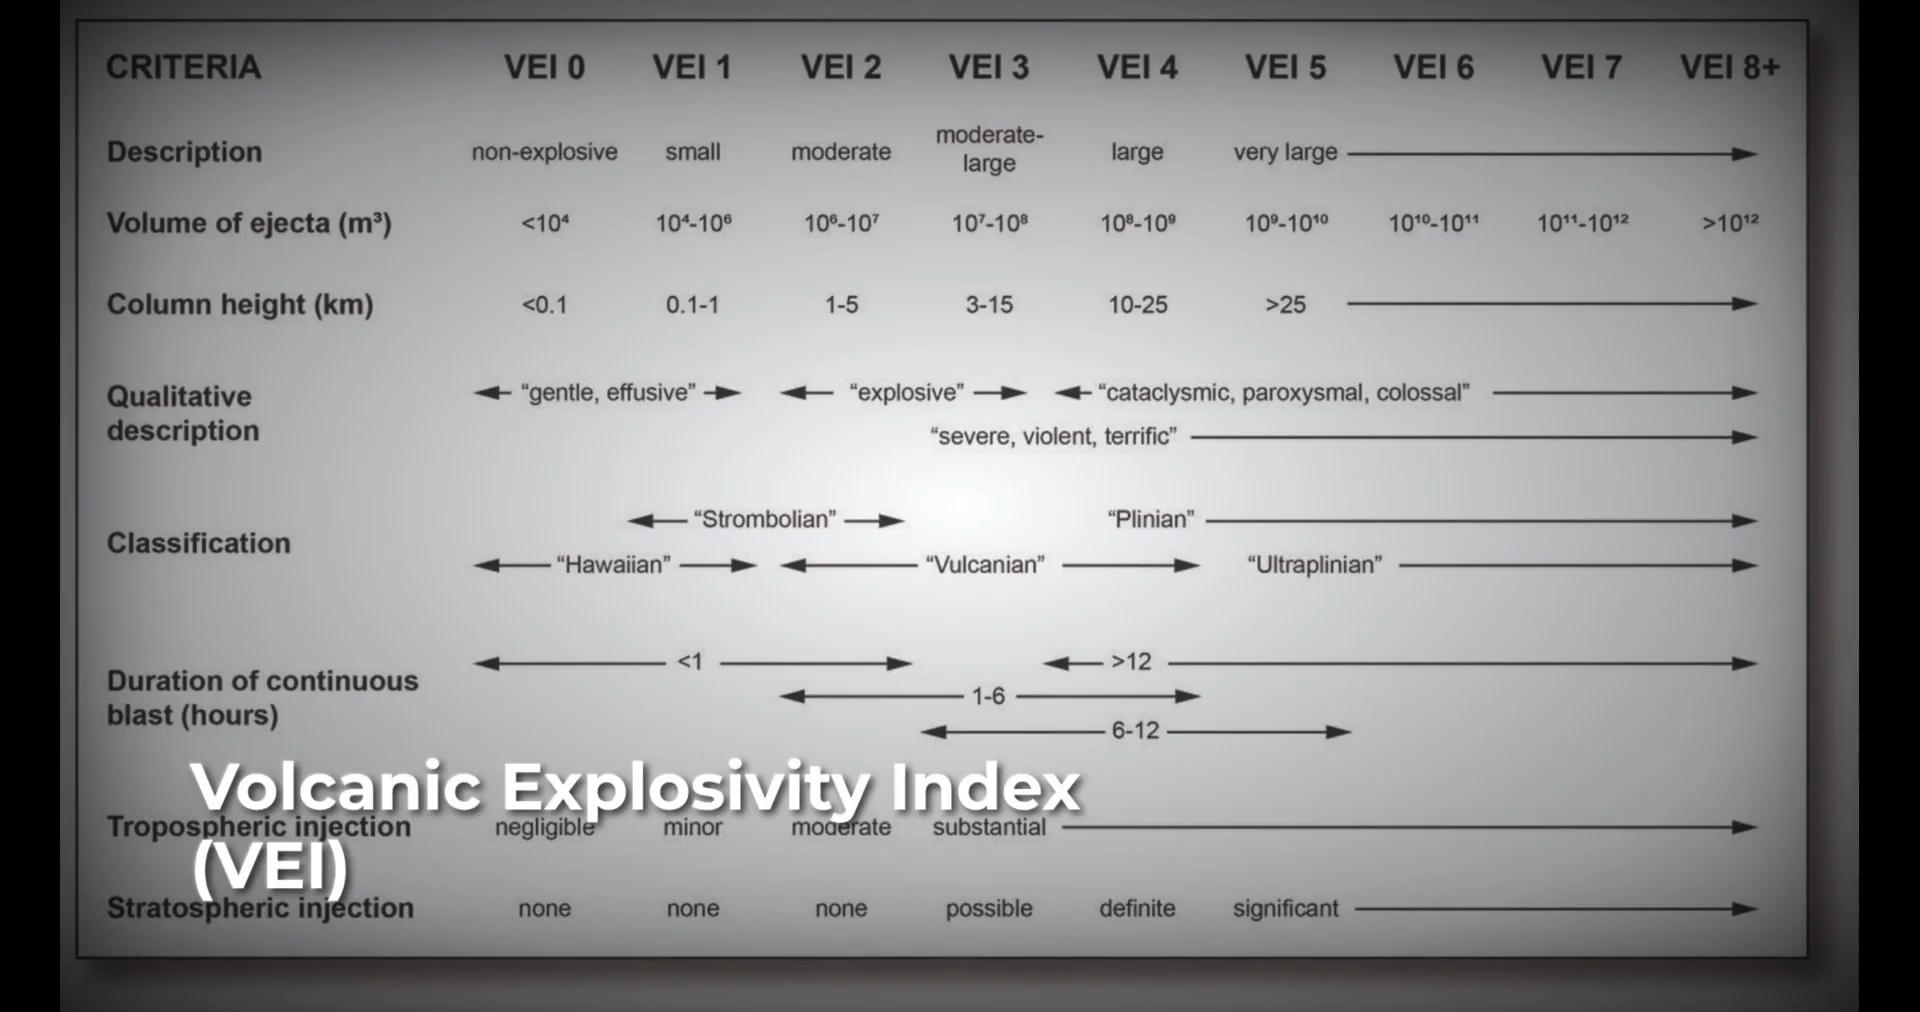 CRITERIA VEI 0 VEI 1 VEI 2 VEI 3 VEI 4 VEI 5 VEI 6 VEI 7 VEI 8+
Description non-explosive small moderate moderate-
large large very large
Volume of ejecta (m³) <10⁴ 10⁴-10⁶ 10⁶-10⁷ 10⁷-10⁸ 10⁸-10⁹ 10⁹-10¹⁰ 10¹⁰-10¹¹ 10¹¹-10¹² >10¹²
Column height (km) <0.1 0.1-1 1-5 3-15 10-25 >25
Qualitative
description
“gentle, effusive” “explosive” “cataclysmic, paroxysmal, colossal”
“severe, violent, terrific”
Classification
“Strombolian” “Plinian”
“Hawaiian” “Vulcanian” “Ultraplinian”
Duration of continuous
blast (hours)
<1 >12
1-6
6-12
Volcanic Explosivity Index
(VEI)
Tropospheric injection negligible minor moderate substantial
Stratospheric injection none none none possible definite significant